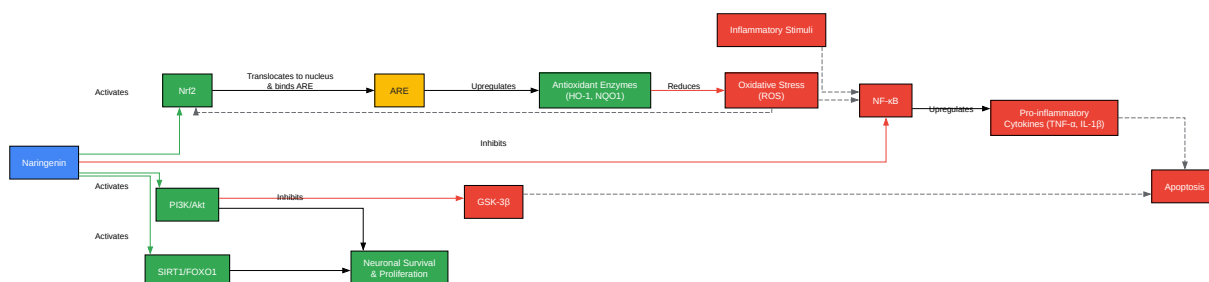 Inflammatory Stimuli
Activates
Nrf2
Translocates to nucleus
& binds ARE
ARE
Upregulates
Antioxidant Enzymes
(HO-1, NQO1)
Reduces
Oxidative Stress
(ROS)
NF-κB
Upregulates
Pro-inflammatory
Cytokines (TNF-α, IL-1β)
Inhibits
Naringenin
Activates
PI3K/Akt
Inhibits
GSK-3β
Apoptosis
Activates
SIRT1/FOXO1
Neuronal Survival
& Proliferation